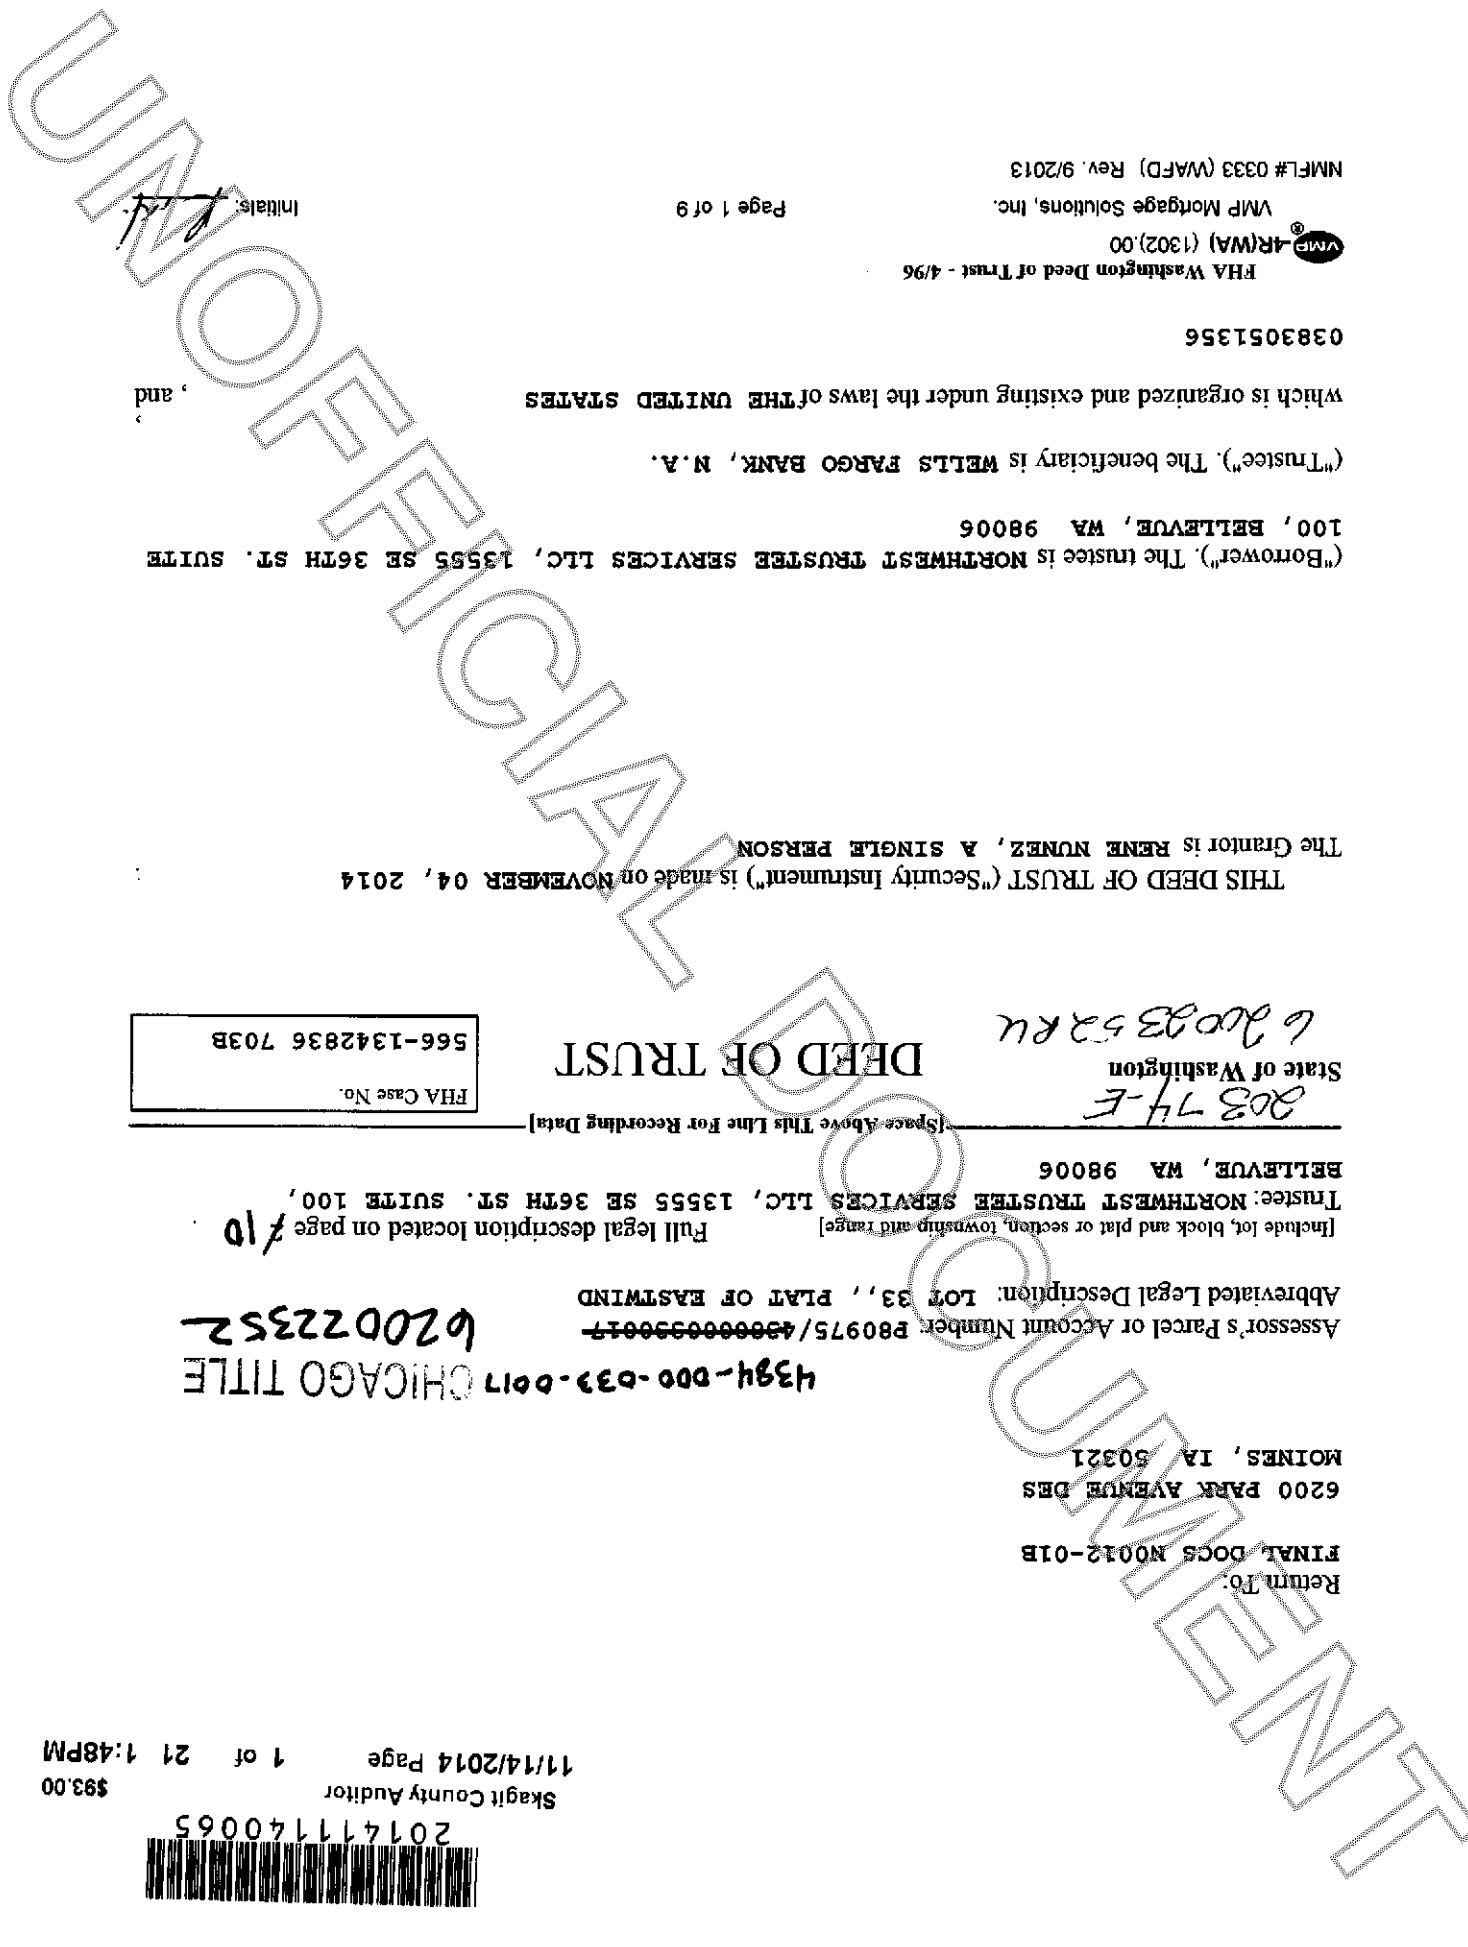 201411140065
Skagit County Auditor $93.00
11/14/2014 Page 1 of 21 1:48PM
Return To:
FINAL DOCS N0012-01B
6200 PARK AVENUE DES
MOINES, IA 50321
4384-000-033-0017 CHICAGO TITLE
620022352
Assessor's Parcel or Account Number: P80975/43840000330017
Abbreviated Legal Description: LOT 33,, PLAT OF EASTWIND
[Include lot, block and plat or section, township and range] Full legal description located on page 10
Trustee: NORTHWEST TRUSTEE SERVICES LLC, 13555 SE 36TH ST. SUITE 100,
BELLEVUE, WA 98006
[Space Above This Line For Recording Data]
20374-E
State of Washington
DEED OF TRUST
FHA Case No.
566-1342836 703B
620022352RU
THIS DEED OF TRUST ("Security Instrument") is made on NOVEMBER 04, 2014 .
The Grantor is RENE NUNEZ, A SINGLE PERSON
("Borrower"). The trustee is NORTHWEST TRUSTEE SERVICES LLC, 13555 SE 36TH ST. SUITE
100, BELLEVUE, WA 98006
("Trustee"). The beneficiary is WELLS FARGO BANK, N.A.
,
which is organized and existing under the laws of THE UNITED STATES , and
0383051356
FHA Washington Deed of Trust - 4/96
VMP®-4R(WA) (1302).00
VMP Mortgage Solutions, Inc. Page 1 of 9 Initials:
NMFL# 0333 (WAFD) Rev. 9/2013
UNOFFICIAL DOCUMENT